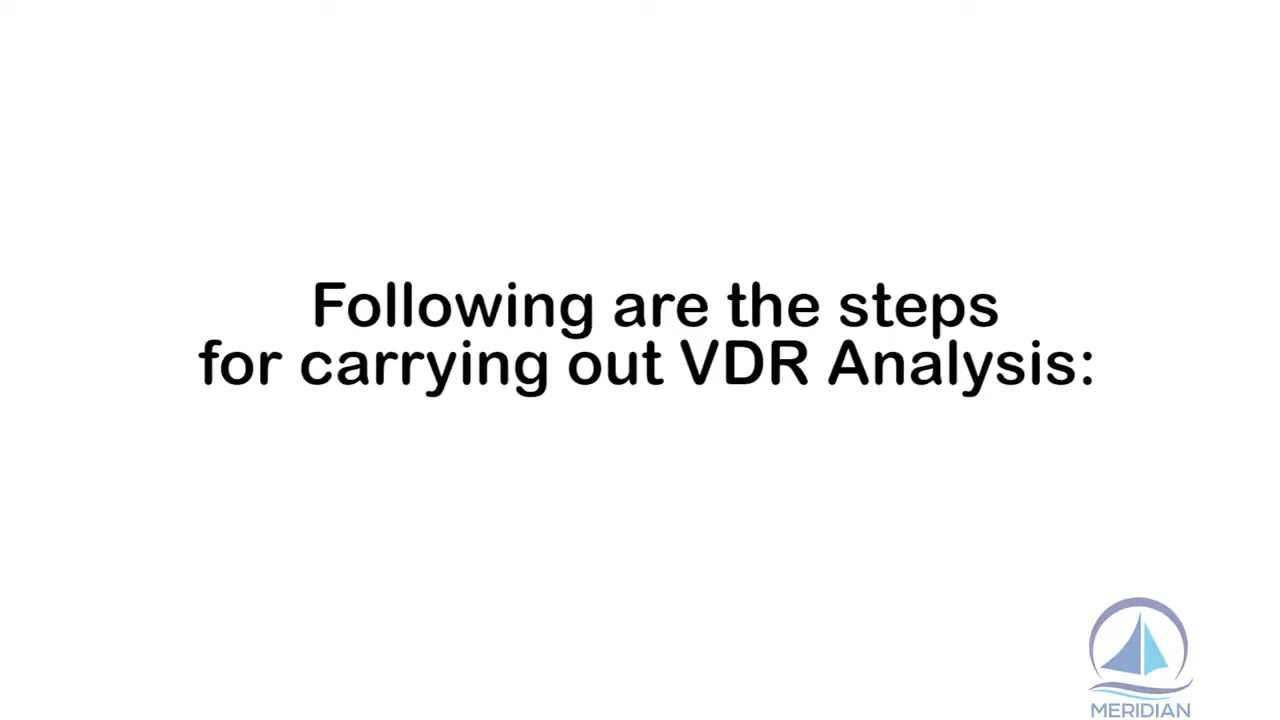 Following are the steps
for carrying out VDR Analysis:
MERIDIAN